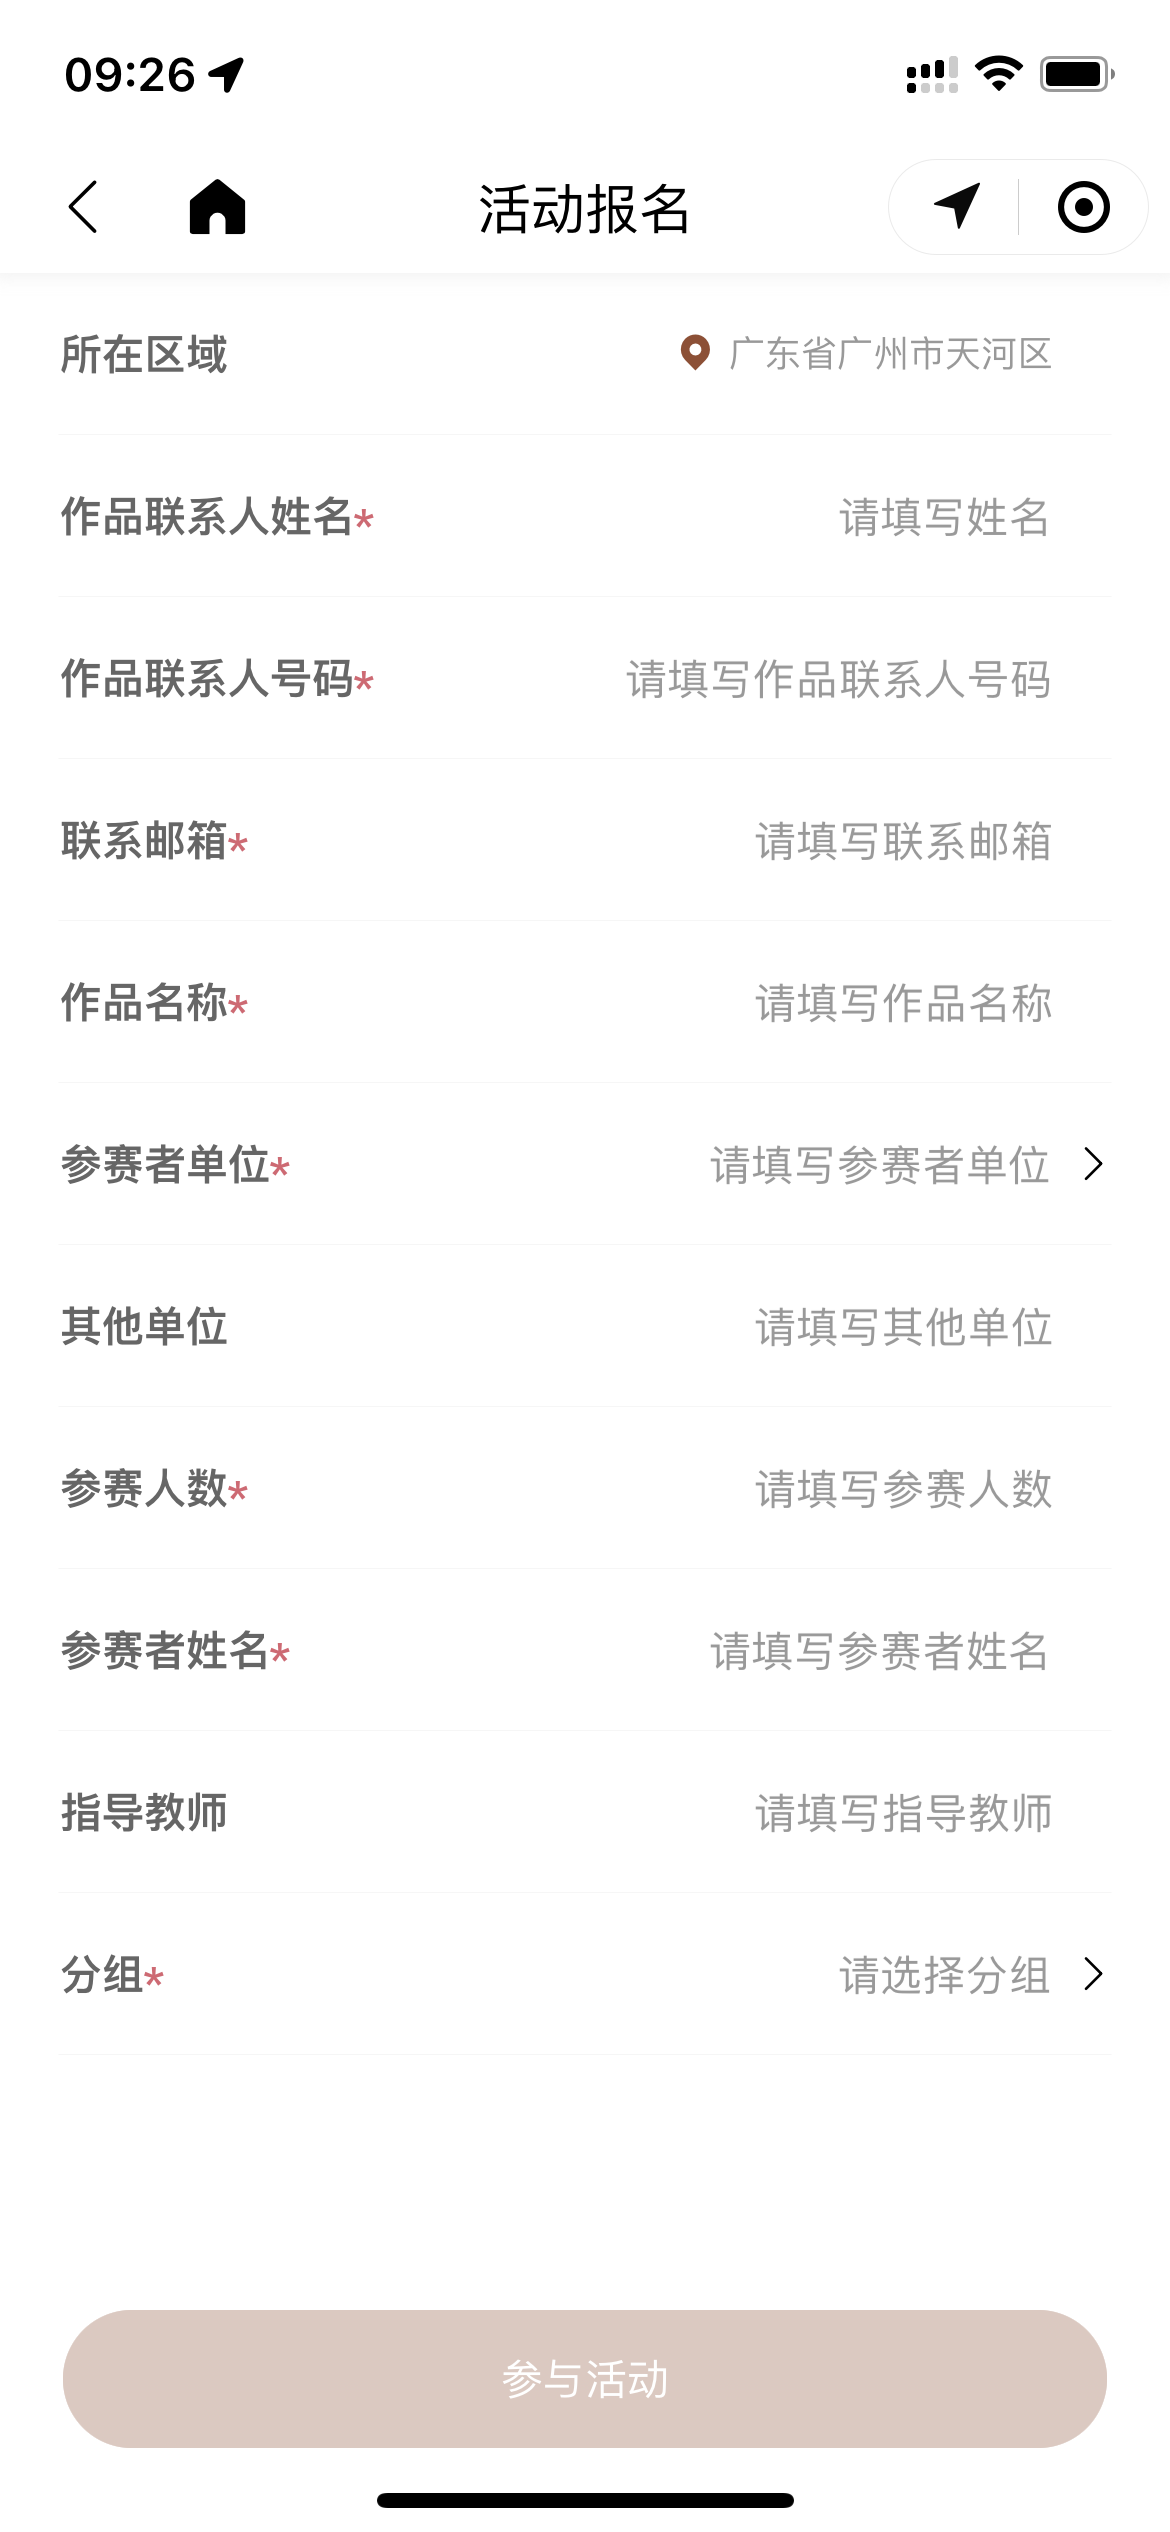 09:26
活动报名
所在区域 广东省广州市天河区
作品联系人姓名* 请填写姓名
作品联系人号码* 请填写作品联系人号码
联系邮箱* 请填写联系邮箱
作品名称* 请填写作品名称
参赛者单位* 请填写参赛者单位
其他单位 请填写其他单位
参赛人数* 请填写参赛人数
参赛者姓名* 请填写参赛者姓名
指导教师 请填写指导教师
分组* 请选择分组
参与活动